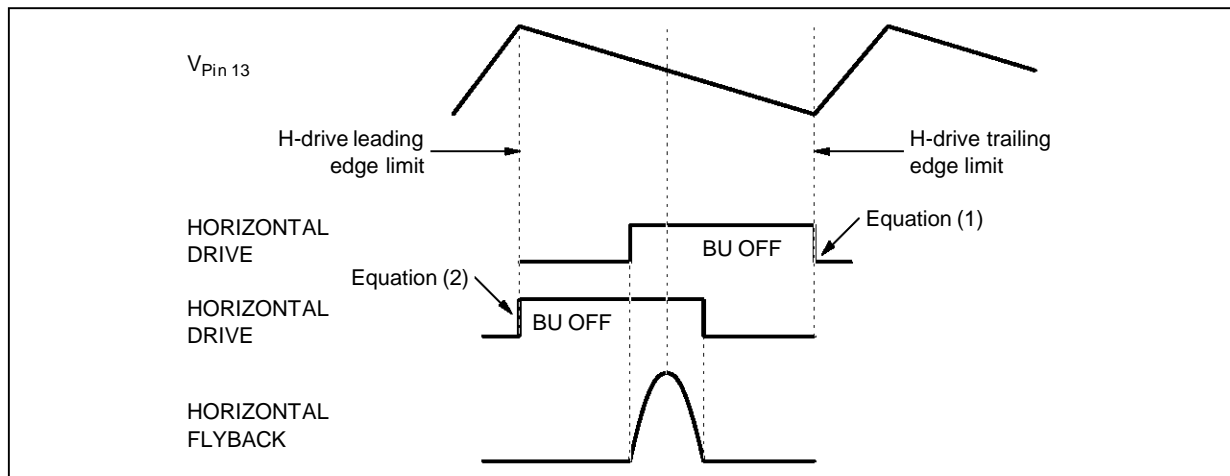 VPin 13
H-drive leading
edge limit
H-drive trailing
edge limit
HORIZONTAL
DRIVE
BU OFF
Equation (1)
Equation (2)
HORIZONTAL
DRIVE
BU OFF
HORIZONTAL
FLYBACK